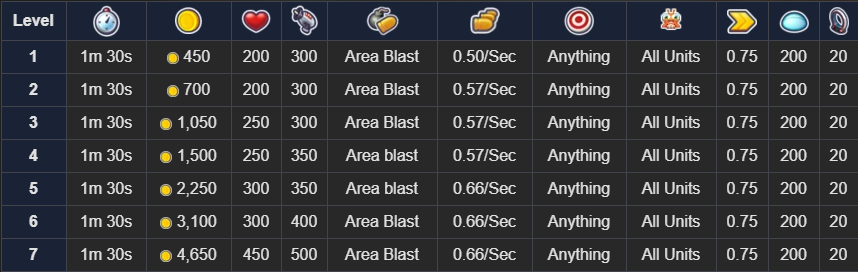 Level
1 1m 30s 450 200 300 Area Blast 0.50/Sec Anything All Units 0.75 200 20
2 1m 30s 700 200 300 Area Blast 0.57/Sec Anything All Units 0.75 200 20
3 1m 30s 1,050 250 300 Area Blast 0.57/Sec Anything All Units 0.75 200 20
4 1m 30s 1,500 250 350 Area blast 0.57/Sec Anything All Units 0.75 200 20
5 1m 30s 2,250 300 350 Area blast 0.66/Sec Anything All Units 0.75 200 20
6 1m 30s 3,100 300 400 Area Blast 0.66/Sec Anything All Units 0.75 200 20
7 1m 30s 4,650 450 500 Area Blast 0.66/Sec Anything All Units 0.75 200 20